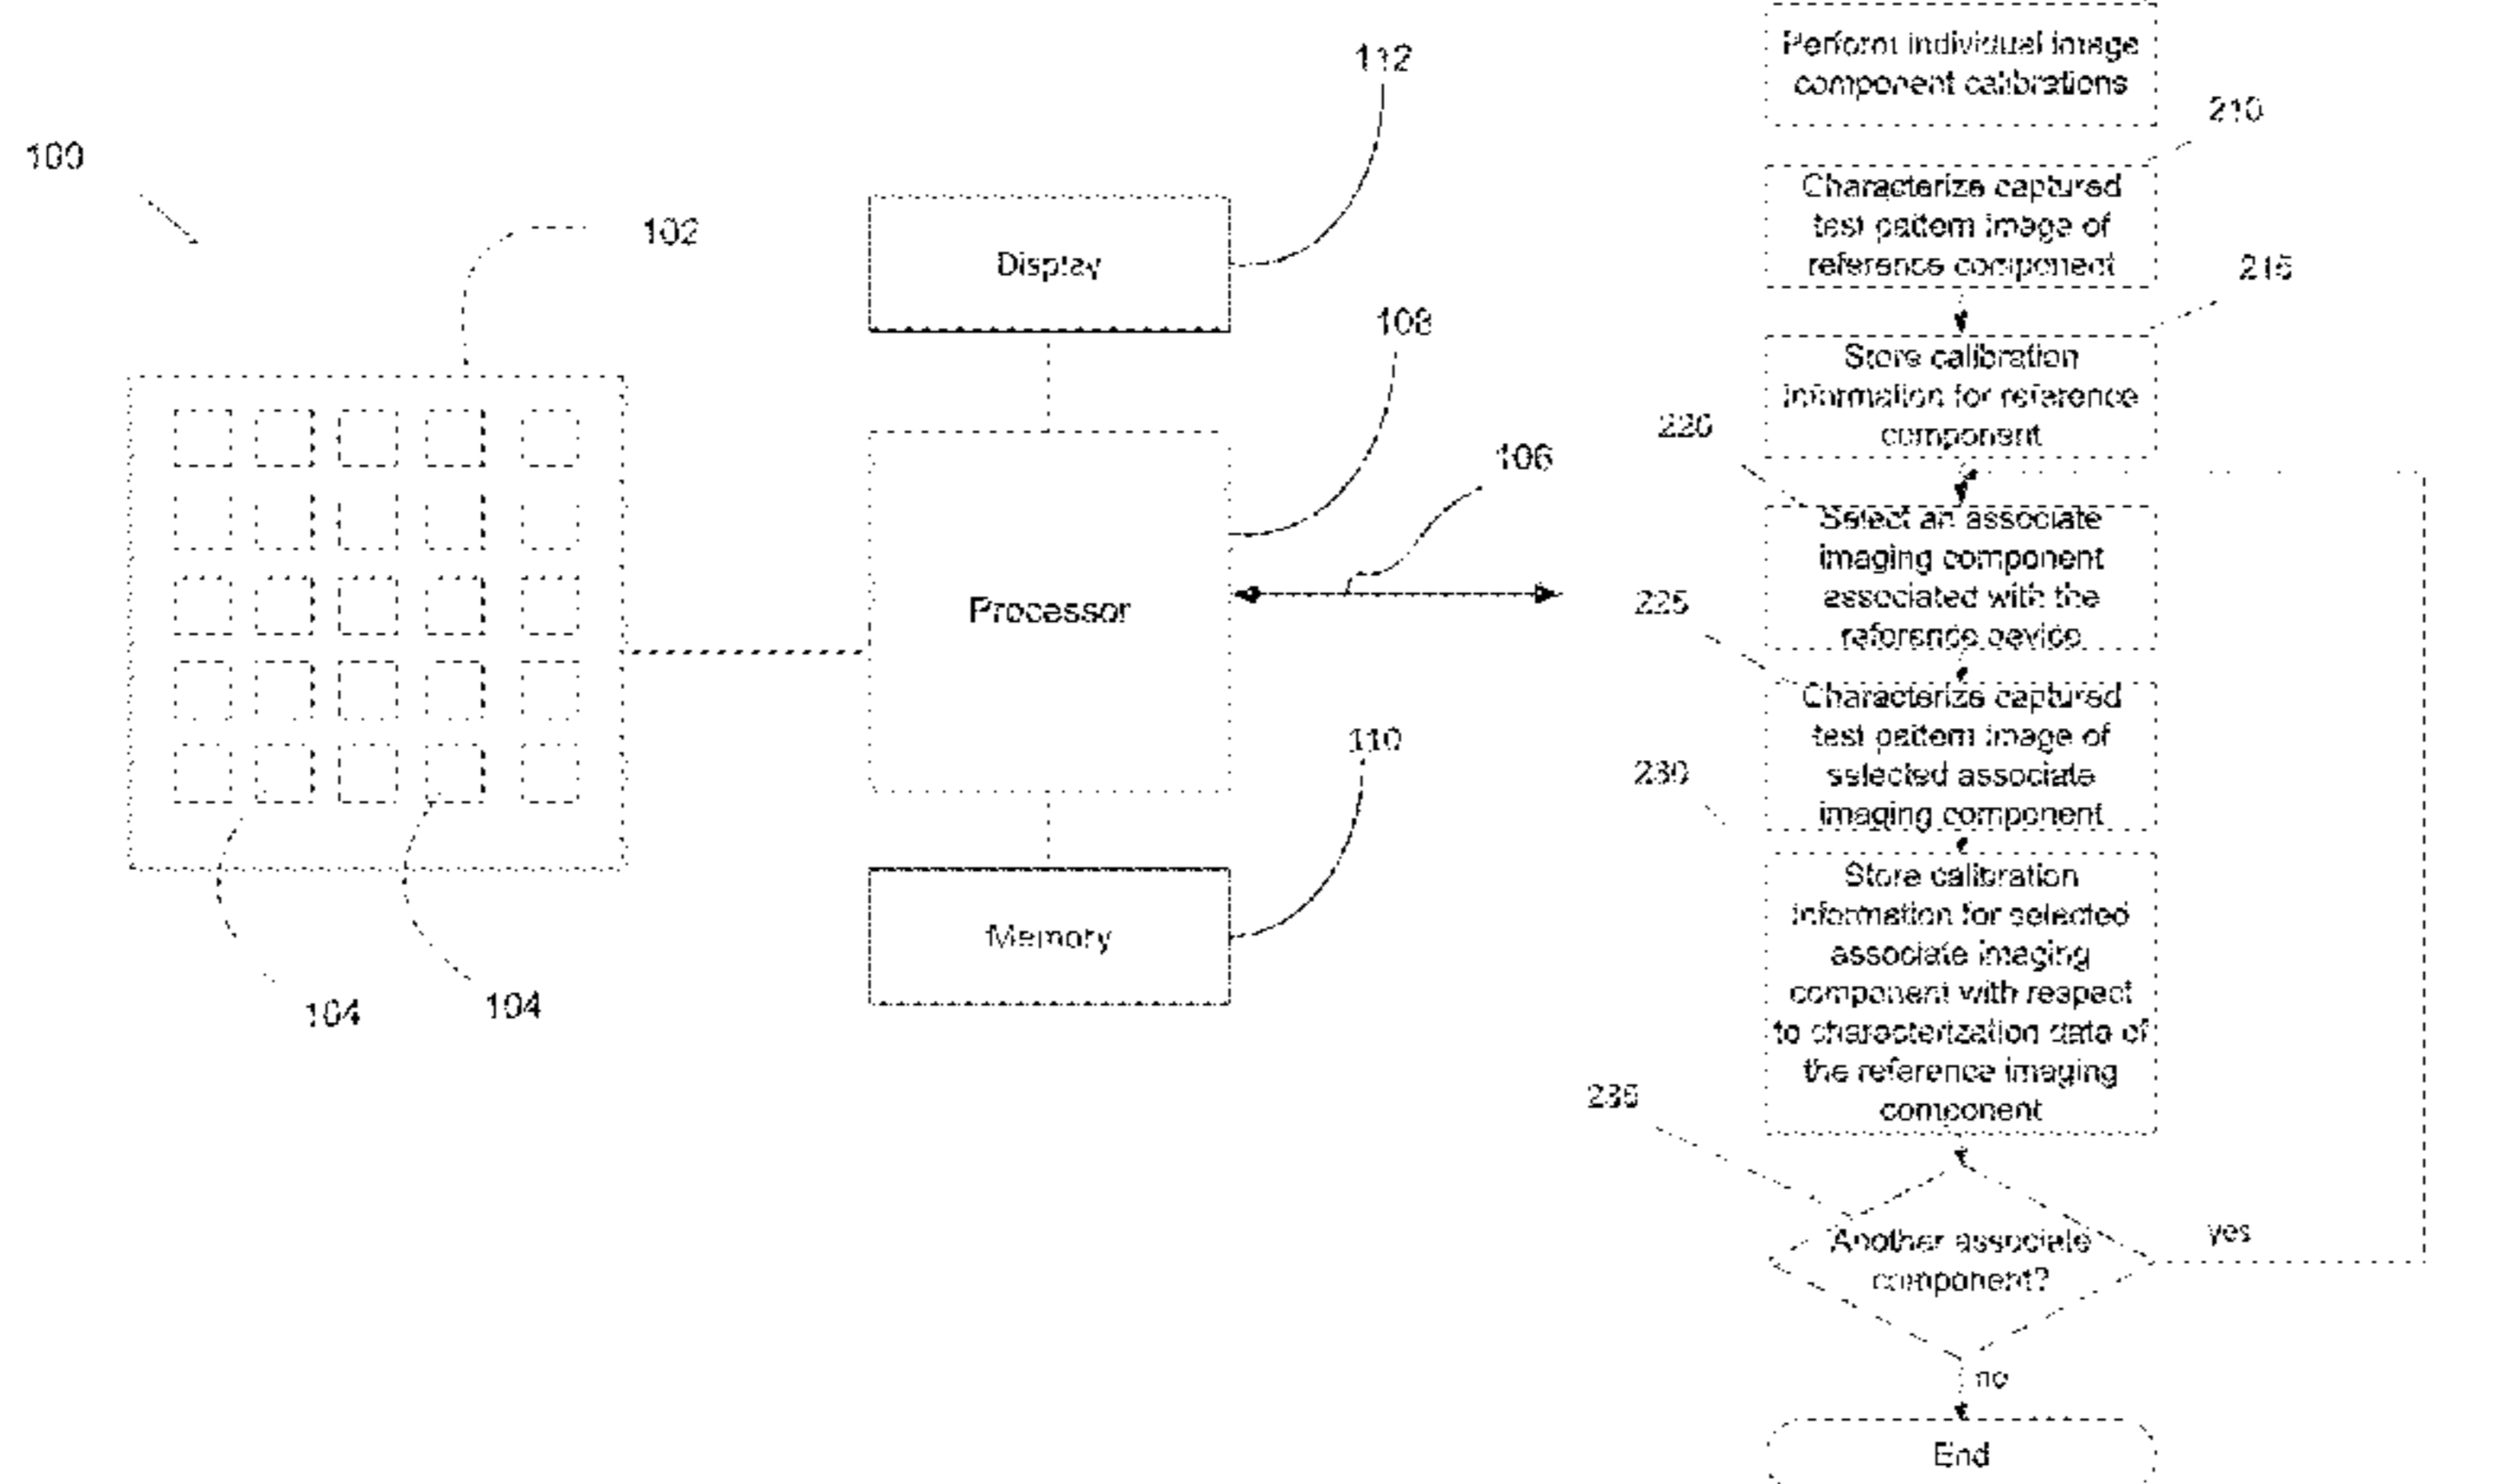 100
102
112
Display
108
Processor
106
110
Memory
104
104
Perform individual image
component calibrations
210
Characterize captured
test pattern image of
reference component
215
Store calibration
information for reference
component
220
Select an associate
imaging component
associated with the
reference device
225
Characterize captured
test pattern image of
selected associate
imaging component
230
Store calibration
information for selected
associate imaging
component with respect
to characterization data of
the reference imaging
component
235
Another associate
component?
yes
no
End